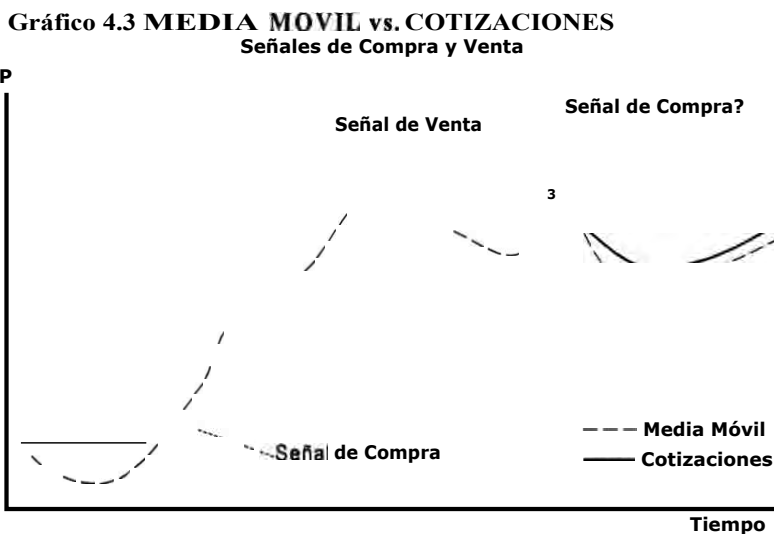 Gráfico 4.3 MEDIA MOVIL vs. COTIZACIONES
Señales de Compra y Venta
P
Señal de Compra?
Señal de Venta
3
Media Móvil
Señal de Compra
Cotizaciones
Tiempo